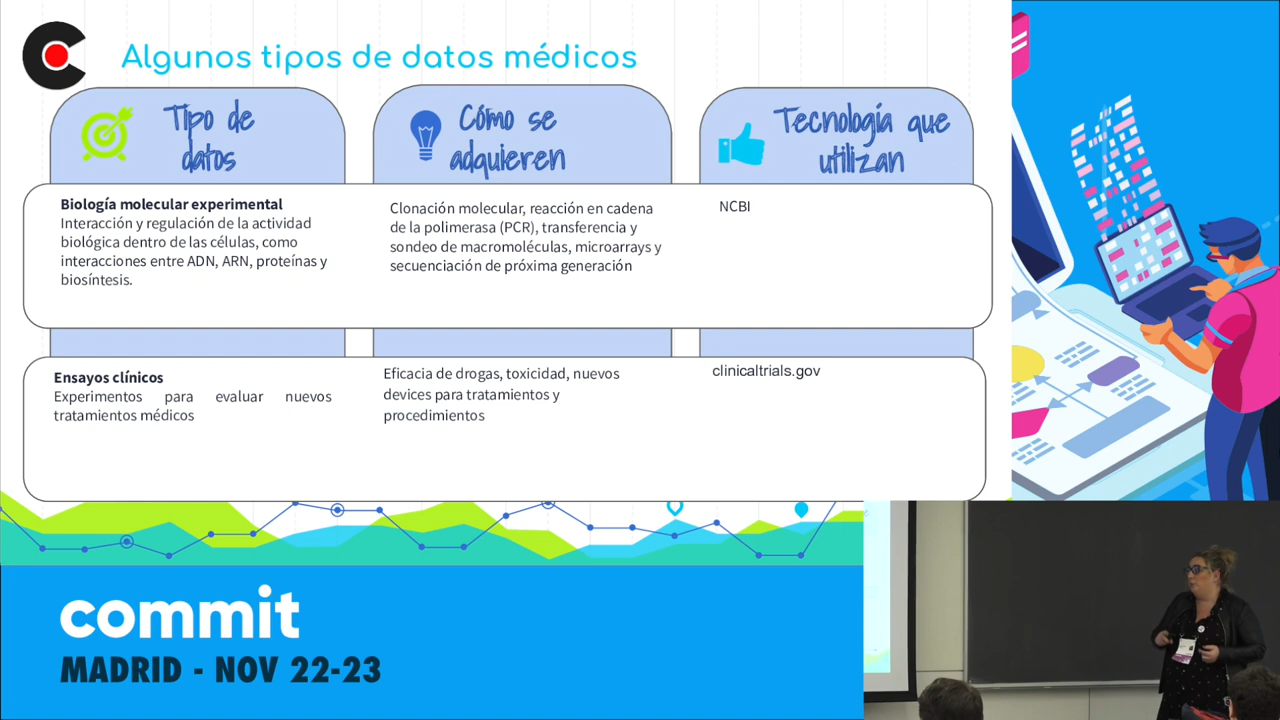 Algunos tipos de datos médicos
Tipo de
datos
Cómo se
adquieren
Tecnología que
utilizan
Biología molecular experimental
Interacción y regulación de la actividad
biológica dentro de las células, como
interacciones entre ADN, ARN, proteínas y
biosíntesis.
Clonación molecular, reacción en cadena
de la polimerasa (PCR), transferencia y
sondeo de macromoléculas, microarrays y
secuenciación de próxima generación
NCBI
Ensayos clínicos
Experimentos para evaluar nuevos
tratamientos médicos
Eficacia de drogas, toxicidad, nuevos
devices para tratamientos y
procedimientos
clinicaltrials.gov
commit
MADRID - NOV 22-23